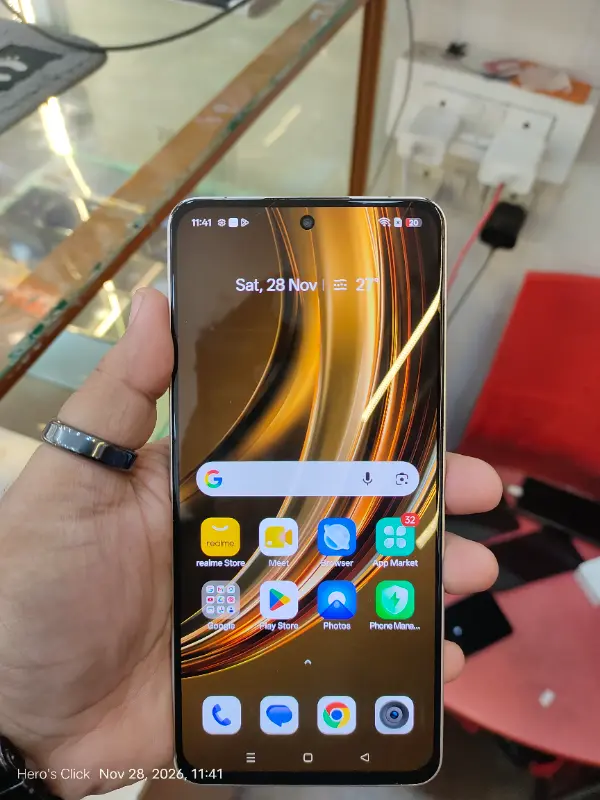 11:41
20
Sat, 28 Nov
27°
G
realme
realme Store
Meet
Browser
32
App Market
Google
Play Store
Photos
Phone Mana...
Hero's Click Nov 28, 2026, 11:41